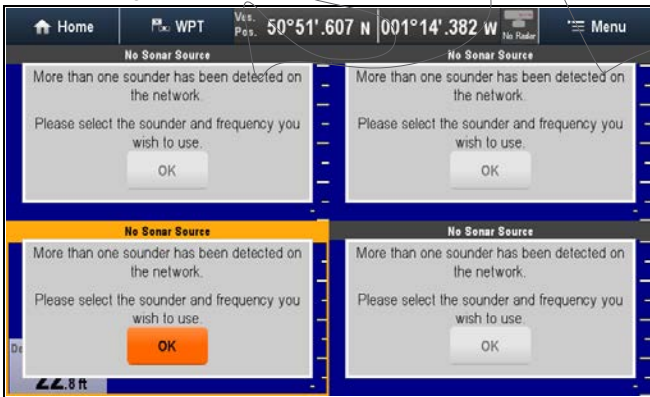 Home
WPT
Ves. Pos. 50°51'.607 N 001°14'.382 W
No Radar
Menu
No Sonar Source
More than one sounder has been detected on
the network.
Please select the sounder and frequency you
wish to use.
OK
No Sonar Source
More than one sounder has been detected on
the network.
Please select the sounder and frequency you
wish to use.
OK
No Sonar Source
More than one sounder has been detected on
the network.
Please select the sounder and frequency you
wish to use.
OK
22.8 ft
No Sonar Source
More than one sounder has been detected on
the network.
Please select the sounder and frequency you
wish to use.
OK